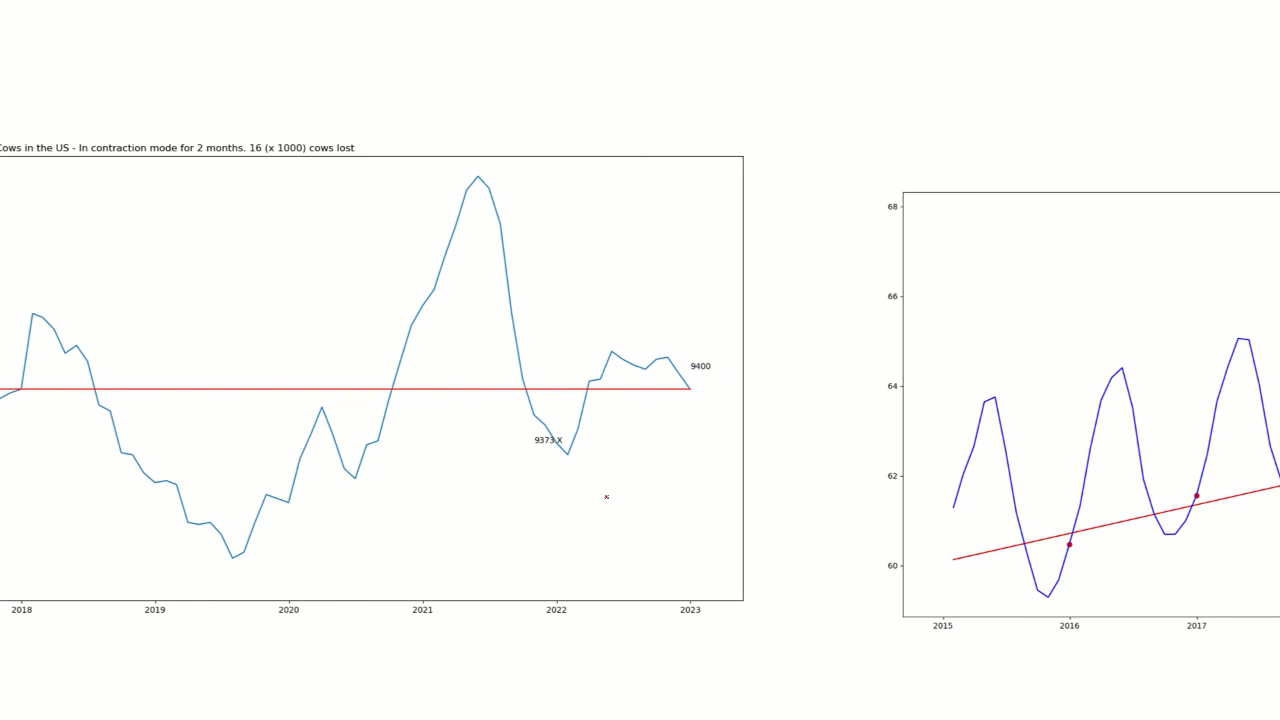 Cows in the US - In contraction mode for 2 months. 16 (x 1000) cows lost
9400
9373 X
2018 2019 2020 2021 2022 2023
68
66
64
62
60
2015 2016 2017